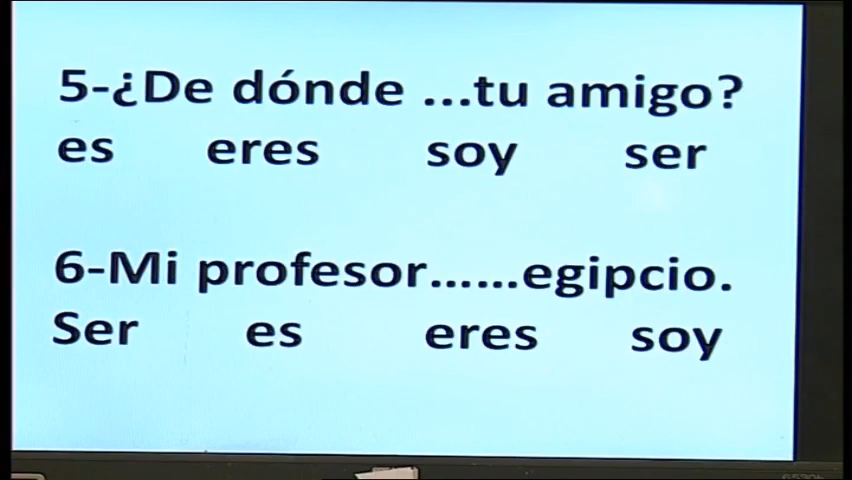 5-¿De dónde ...tu amigo?
es eres soy ser
6-Mi profesor......egipcio.
Ser es eres soy